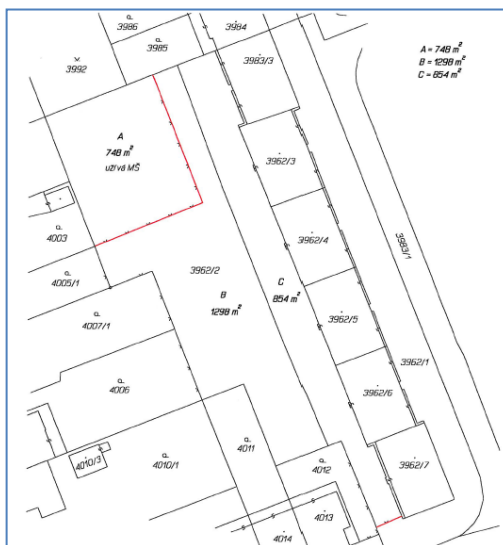 3986
3985
3984
3992
3983/3
A = 748 m²
B = 1298 m²
C = 854 m²
A
748 m²
užívá MŠ
3962/3
4003
3962/4
3983/1
4005/1
3962/2
C
854 m²
B
1298 m²
3962/5
4007/1
3962/1
4006
3962/6
4011
4010/3
4010/1
4012
3962/7
4013
4014